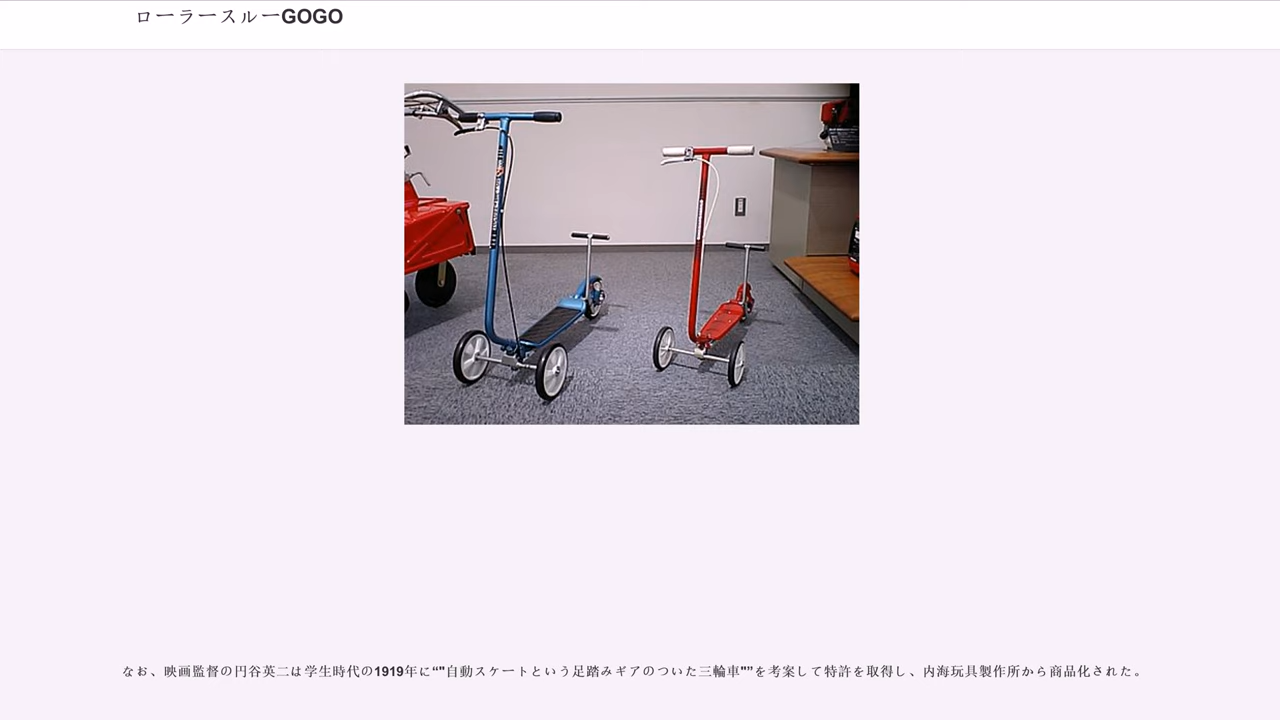 ローラースルーGOGO
なお、映画監督の円谷英二は学生時代の1919年に“"自動スケートという足踏みギアのついた三輪車"”を考案して特許を取得し、内海玩具製作所から商品化された。